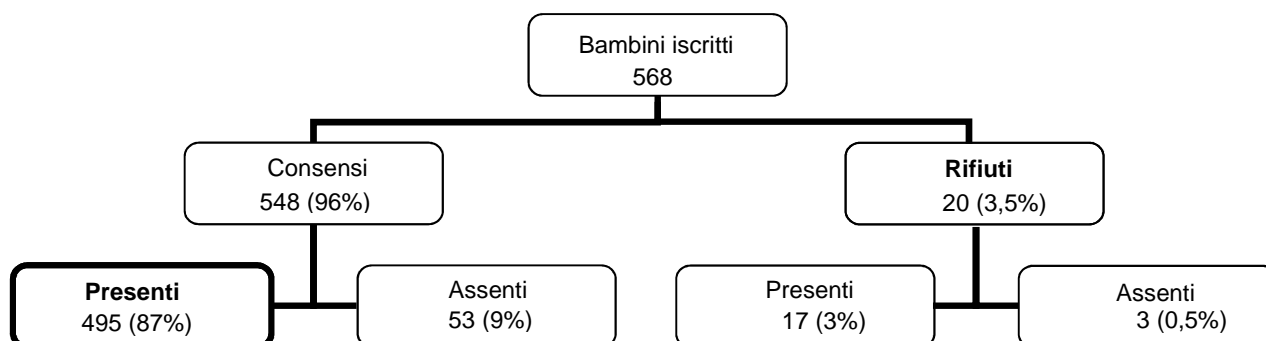 Bambini iscritti
568
Consensi
548 (96%)
Rifiuti
20 (3,5%)
Presenti
495 (87%)
Assenti
53 (9%)
Presenti
17 (3%)
Assenti
3 (0,5%)